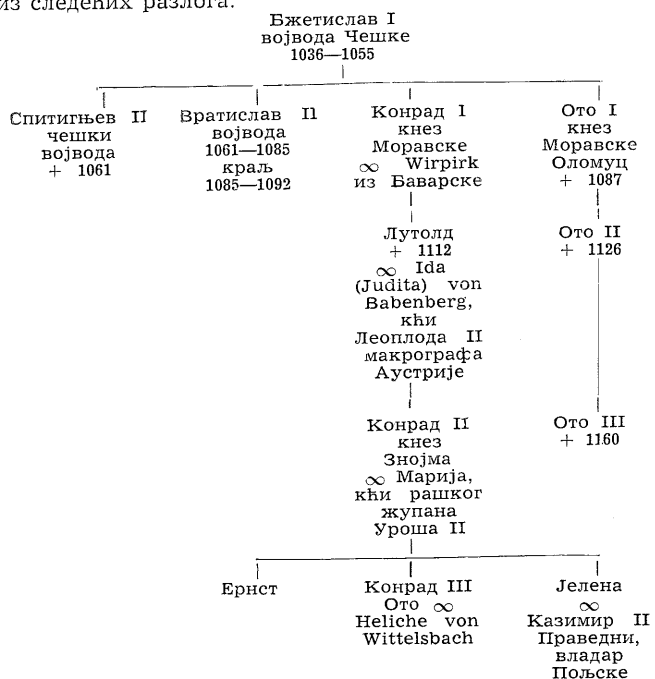 из следећих разлога:
Бжетислав I
војвода Чешке
1036—1055
Спитигњев II
чешки
војвода
+ 1061
Вратислав II
војвода
1061—1085
краљ
1085—1092
Конрад I
кнез
Моравске
∞ Wirpirk
из Баварске
Ото I
кнез
Моравске
Оломуц
+ 1087
Лутолд
+ 1112
∞ Ida
(Judita) von
Babenberg,
кћи
Леоплода II
макрографа
Аустрије
Ото II
+ 1126
Конрад II
кнез
Зноjма
∞ Марија,
кћи рашког
жупана
Уроша II
Ото III
+ 1160
Ернст
Конрад III
Ото ∞
Heliche von
Wittelsbach
Јелена
∞
Казимир II
Праведни,
владар
Пољске